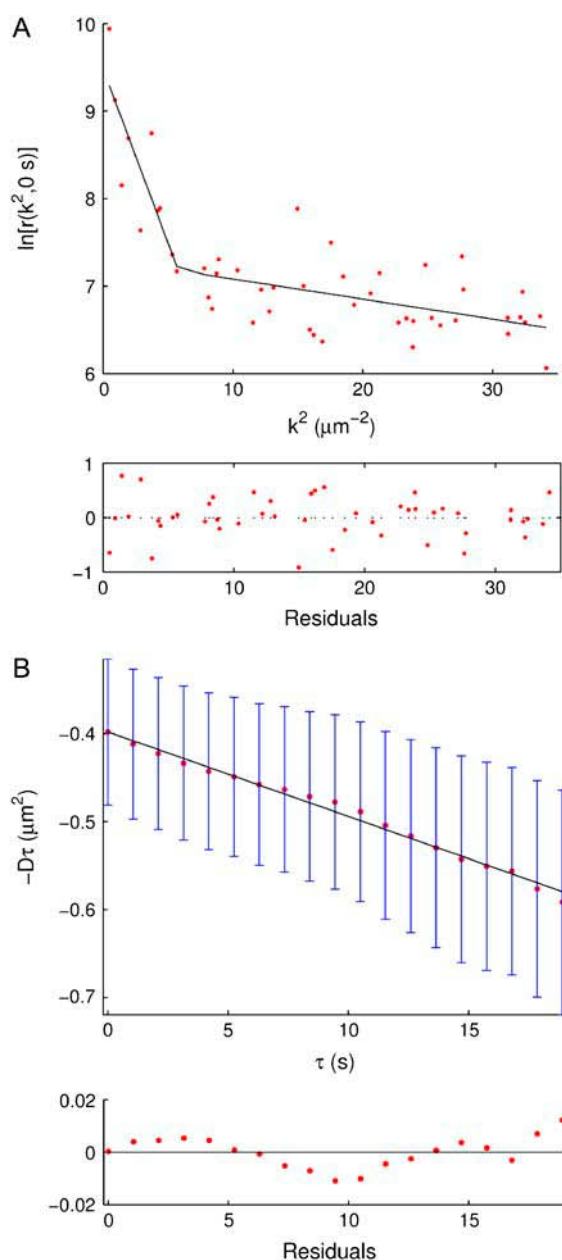 A
10
9
8
7
6
ln[r(k²,0 s)]
0 10 20 30
k² (µm⁻²)
1
0
−1
0 10 20 30
Residuals
B
−0.4
−0.5
−0.6
−0.7
−Dτ (µm²)
0 5 10 15
τ (s)
0.02
0
−0.02
0 5 10 15
Residuals